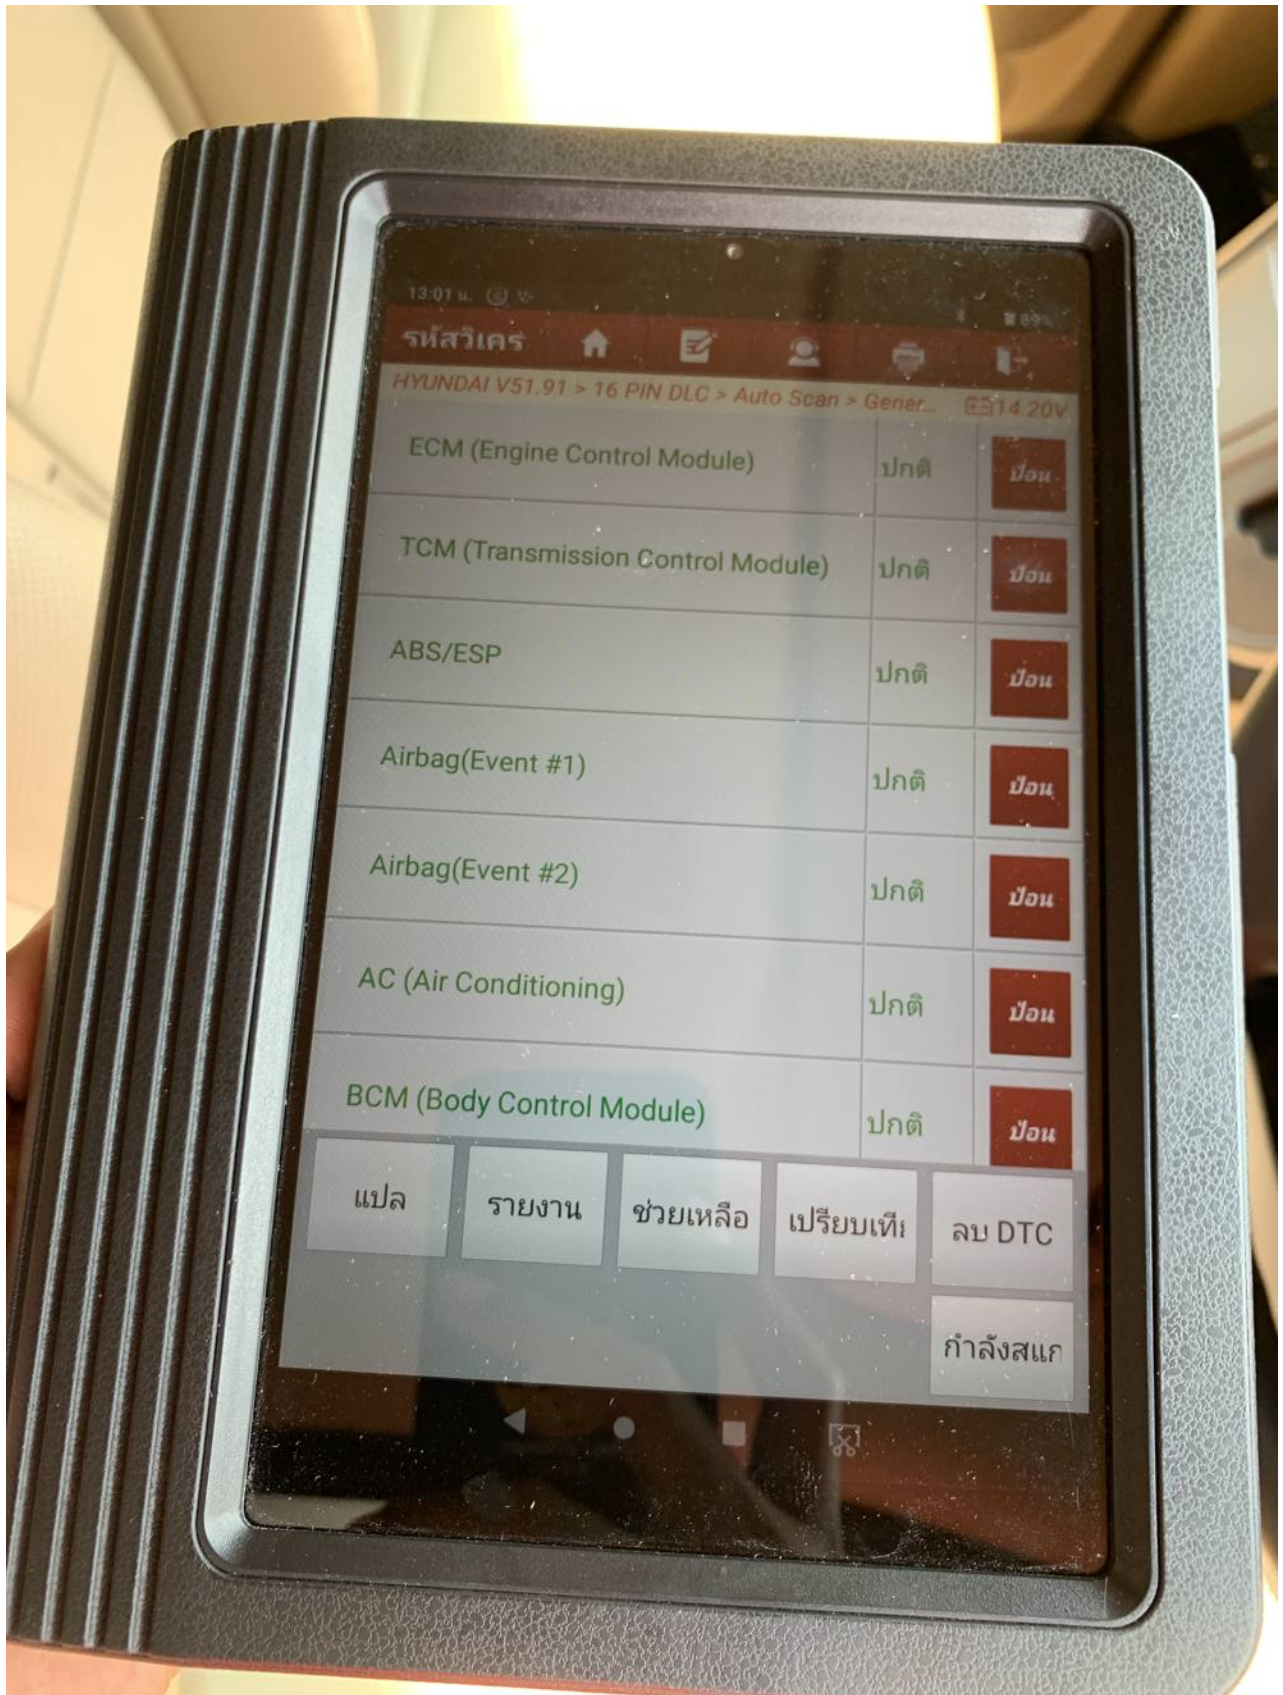 13:01 น.
89%
รหัสวิเคร
HYUNDAI V51.91 > 16 PIN DLC > Auto Scan > Gener... 14.20V
ECM (Engine Control Module) ปกติ ป้อน
TCM (Transmission Control Module) ปกติ ป้อน
ABS/ESP ปกติ ป้อน
Airbag(Event #1) ปกติ ป้อน
Airbag(Event #2) ปกติ ป้อน
AC (Air Conditioning) ปกติ ป้อน
BCM (Body Control Module) ปกติ ป้อน
แปล รายงาน ช่วยเหลือ เปรียบเที ลบ DTC
กำลังสแก